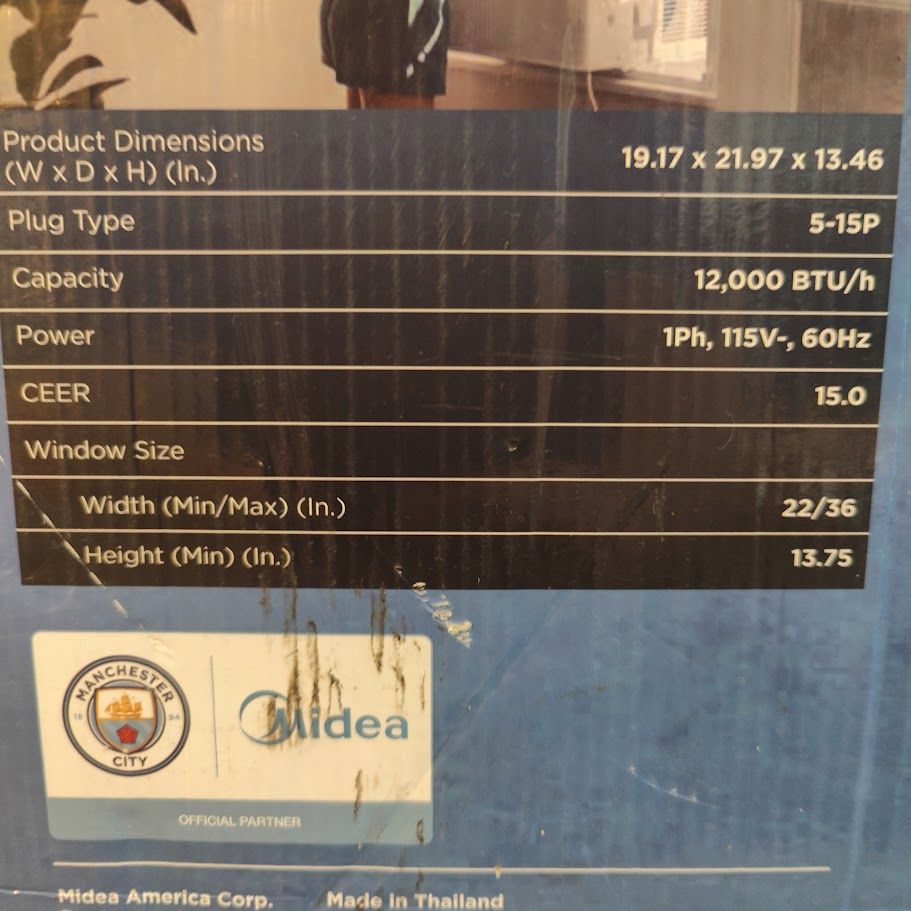 Product Dimensions
(W x D x H) (In.) 19.17 x 21.97 x 13.46
Plug Type 5-15P
Capacity 12,000 BTU/h
Power 1Ph, 115V~, 60Hz
CEER 15.0
Window Size
Width (Min/Max) (In.) 22/36
Height (Min) (In.) 13.75
MANCHESTER
18 94
CITY
Midea
OFFICIAL PARTNER
Midea America Corp. Made in Thailand